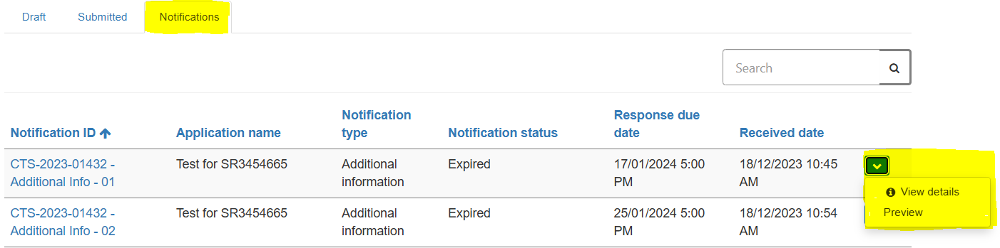 Draft Submitted Notifications
Search
Notification ID Application name Notification type Notification status Response due date Received date
CTS-2023-01432 - Test for SR3454665 Additional Expired 17/01/2024 5:00 18/12/2023 10:45
Additional Info - 01 information PM AM
View details
Preview
CTS-2023-01432 - Test for SR3454665 Additional Expired 25/01/2024 5:00 18/12/2023 10:54
Additional Info - 02 information PM AM